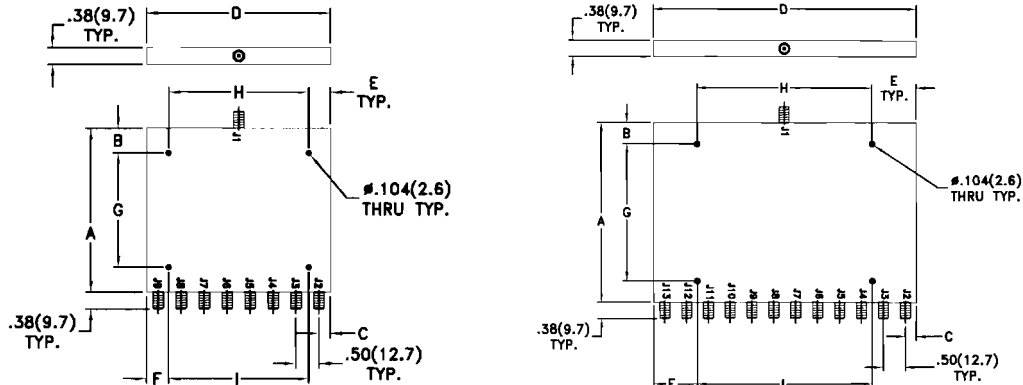 .38(9.7)
TYP.
D
E
TYP.
H
J1
B
A
G
ø.104(2.6)
THRU TYP.
J9 J8 J7 J6 J5 J4 J3 J2
.38(9.7)
TYP.
C
.50(12.7)
TYP.
F
I
.38(9.7)
TYP.
D
E
TYP.
H
J1
B
A
G
ø.104(2.6)
THRU TYP.
J13 J12 J11 J10 J9 J8 J7 J6 J5 J4 J3 J2
.38(9.7)
TYP.
C
.50(12.7)
TYP.
F